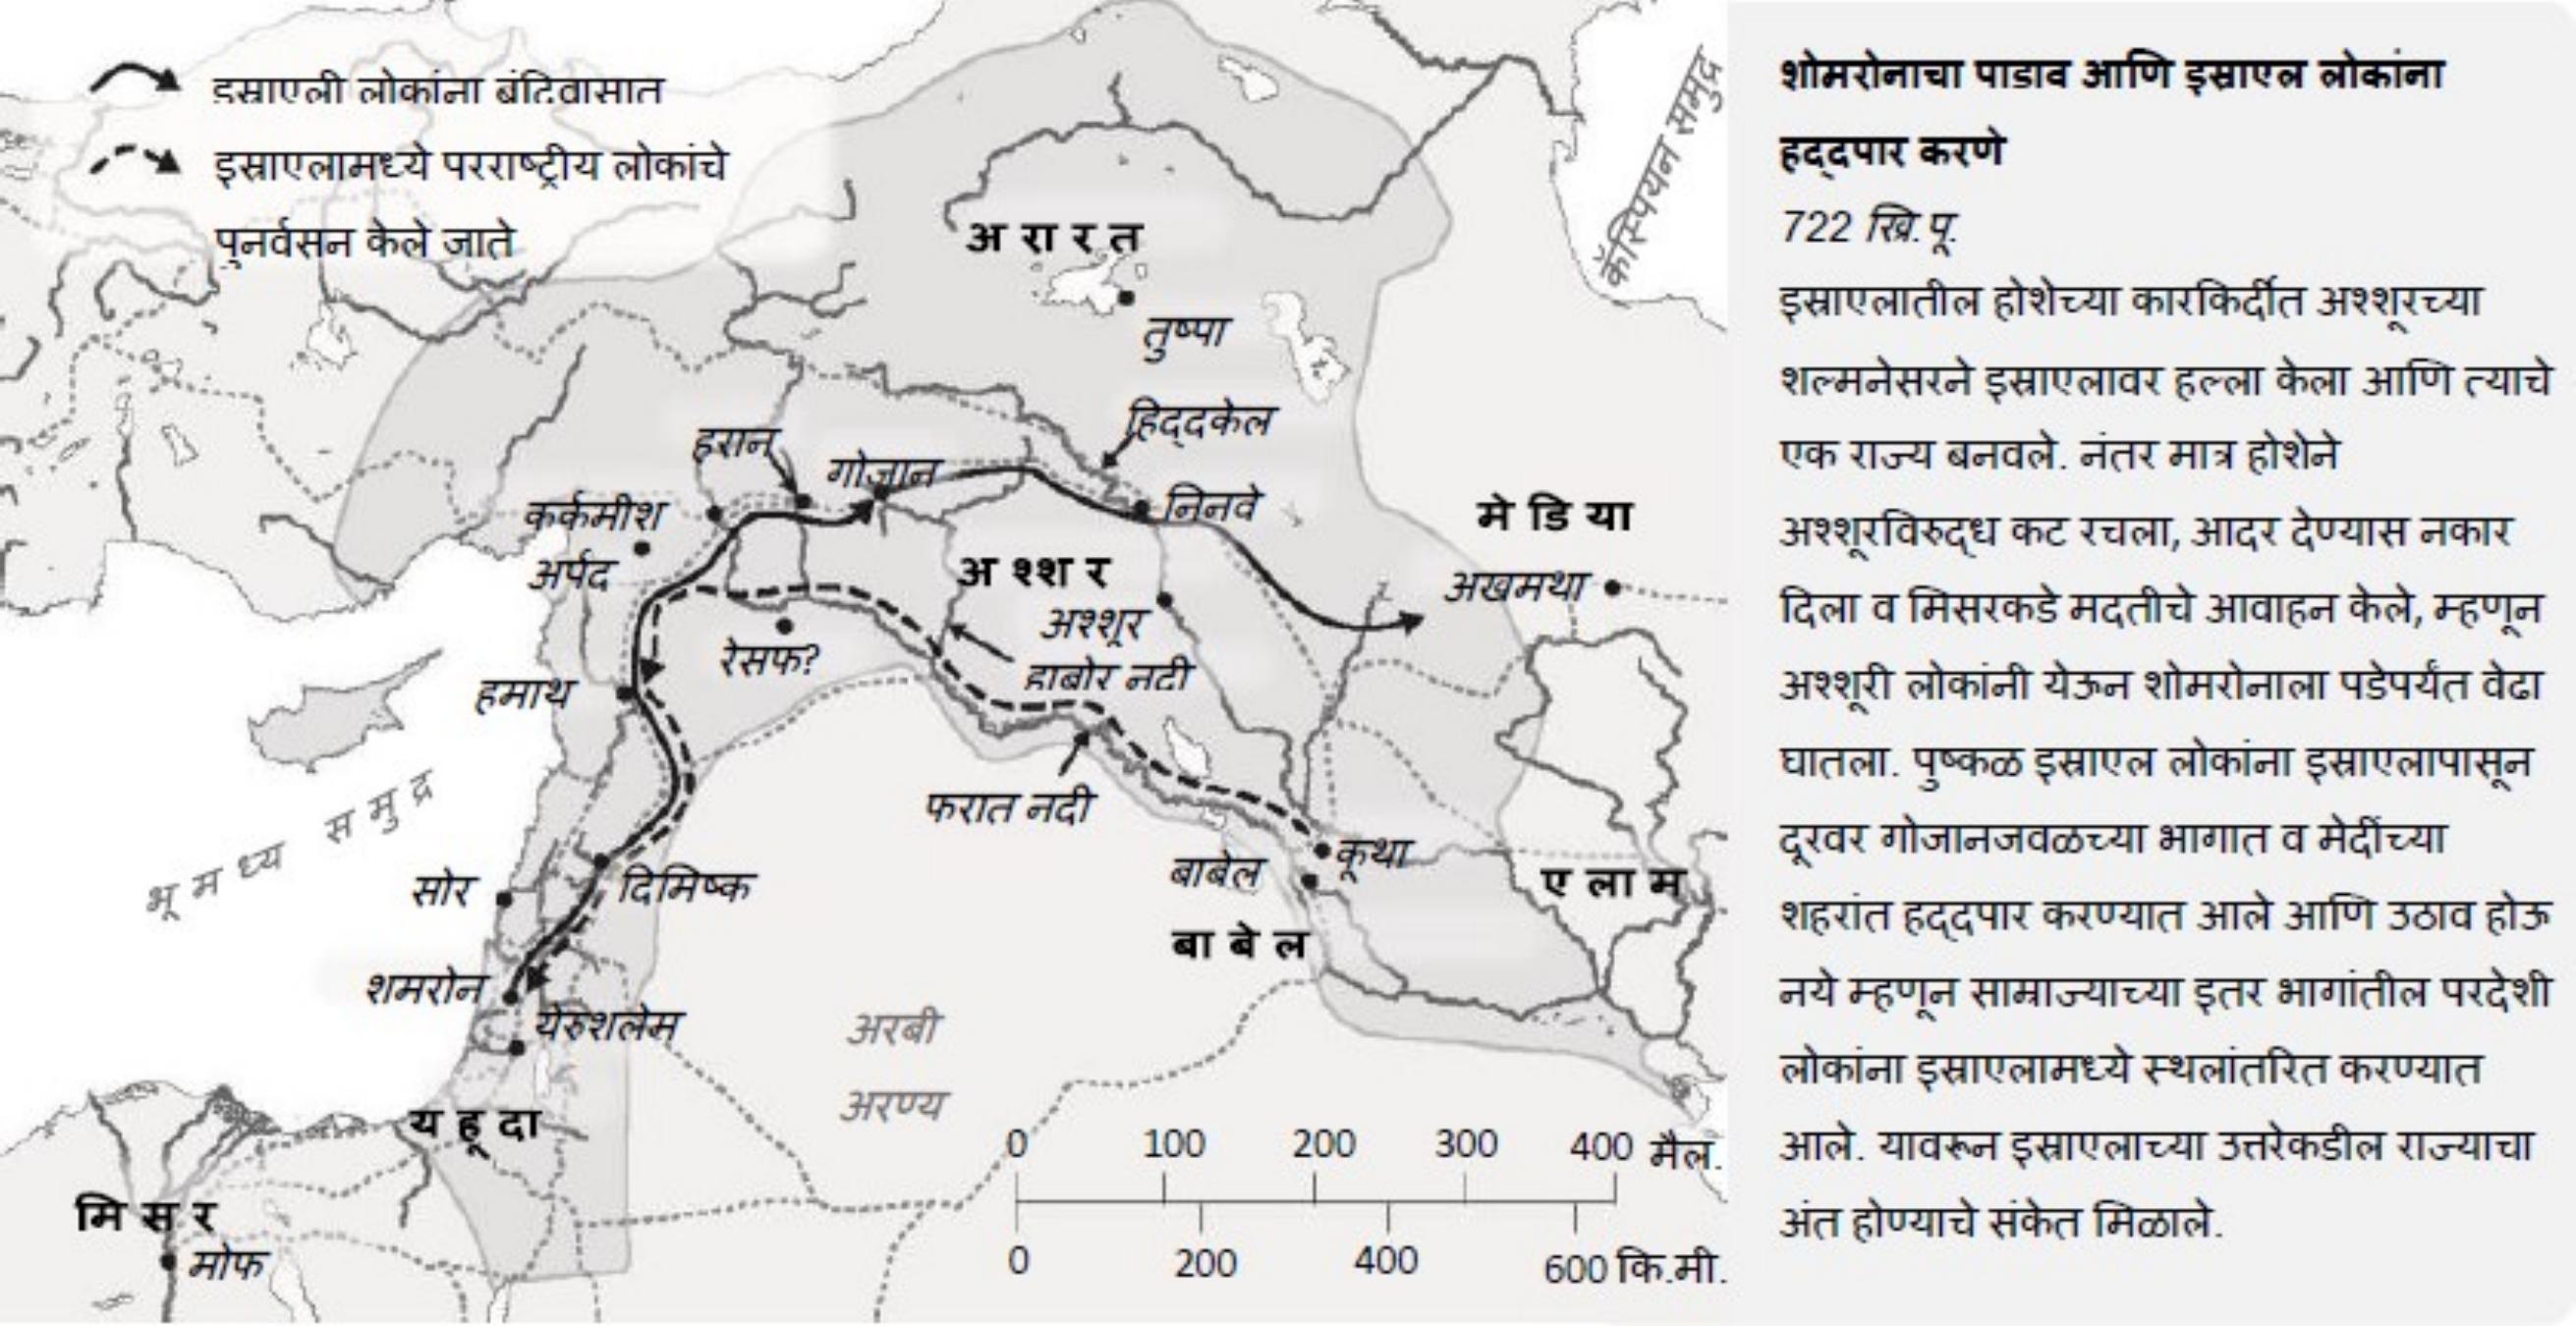 इस्राएली लोकांना बंदिवासात
इस्राएलामध्ये परराष्ट्रीय लोकांचे
पुनर्वसन केले जाते
कॅस्पियन समुद्र
अ रा र त
तुष्पा
हिद्दकेल
हरान
गोजान
कर्कमीश
निनवे
मे डि या
अर्पद
अ श्श र
अखमथा
अश्शूर
रेसफ?
हाबोर नदी
हमाथ
फरात नदी
भू म ध्य स मु द्र
कूथा
बाबेल
सोर
दिमिष्क
ए ला म
बा बे ल
शमरोन
येरुशलेम
अरबी
अरण्य
य हू दा
0 100 200 300 400 मैल.
मि स र
मोफ
0 200 400 600 कि.मी.
शोमरोनाचा पाडाव आणि इस्राएल लोकांना
हद्दपार करणे
722 ख्रि.पू.
इस्राएलातील होशेच्या कारकिर्दीत अश्शूरच्या
शल्मनेसरने इस्राएलावर हल्ला केला आणि त्याचे
एक राज्य बनवले. नंतर मात्र होशेने
अश्शूरविरुद्ध कट रचला, आदर देण्यास नकार
दिला व मिसरकडे मदतीचे आवाहन केले, म्हणून
अश्शूरी लोकांनी येऊन शोमरोनाला पडेपर्यंत वेढा
घातला. पुष्कळ इस्राएल लोकांना इस्राएलापासून
दूरवर गोजानजवळच्या भागात व मेदींच्या
शहरांत हद्दपार करण्यात आले आणि उठाव होऊ
नये म्हणून साम्राज्याच्या इतर भागांतील परदेशी
लोकांना इस्राएलामध्ये स्थलांतरित करण्यात
आले. यावरून इस्राएलाच्या उत्तरेकडील राज्याचा
अंत होण्याचे संकेत मिळाले.